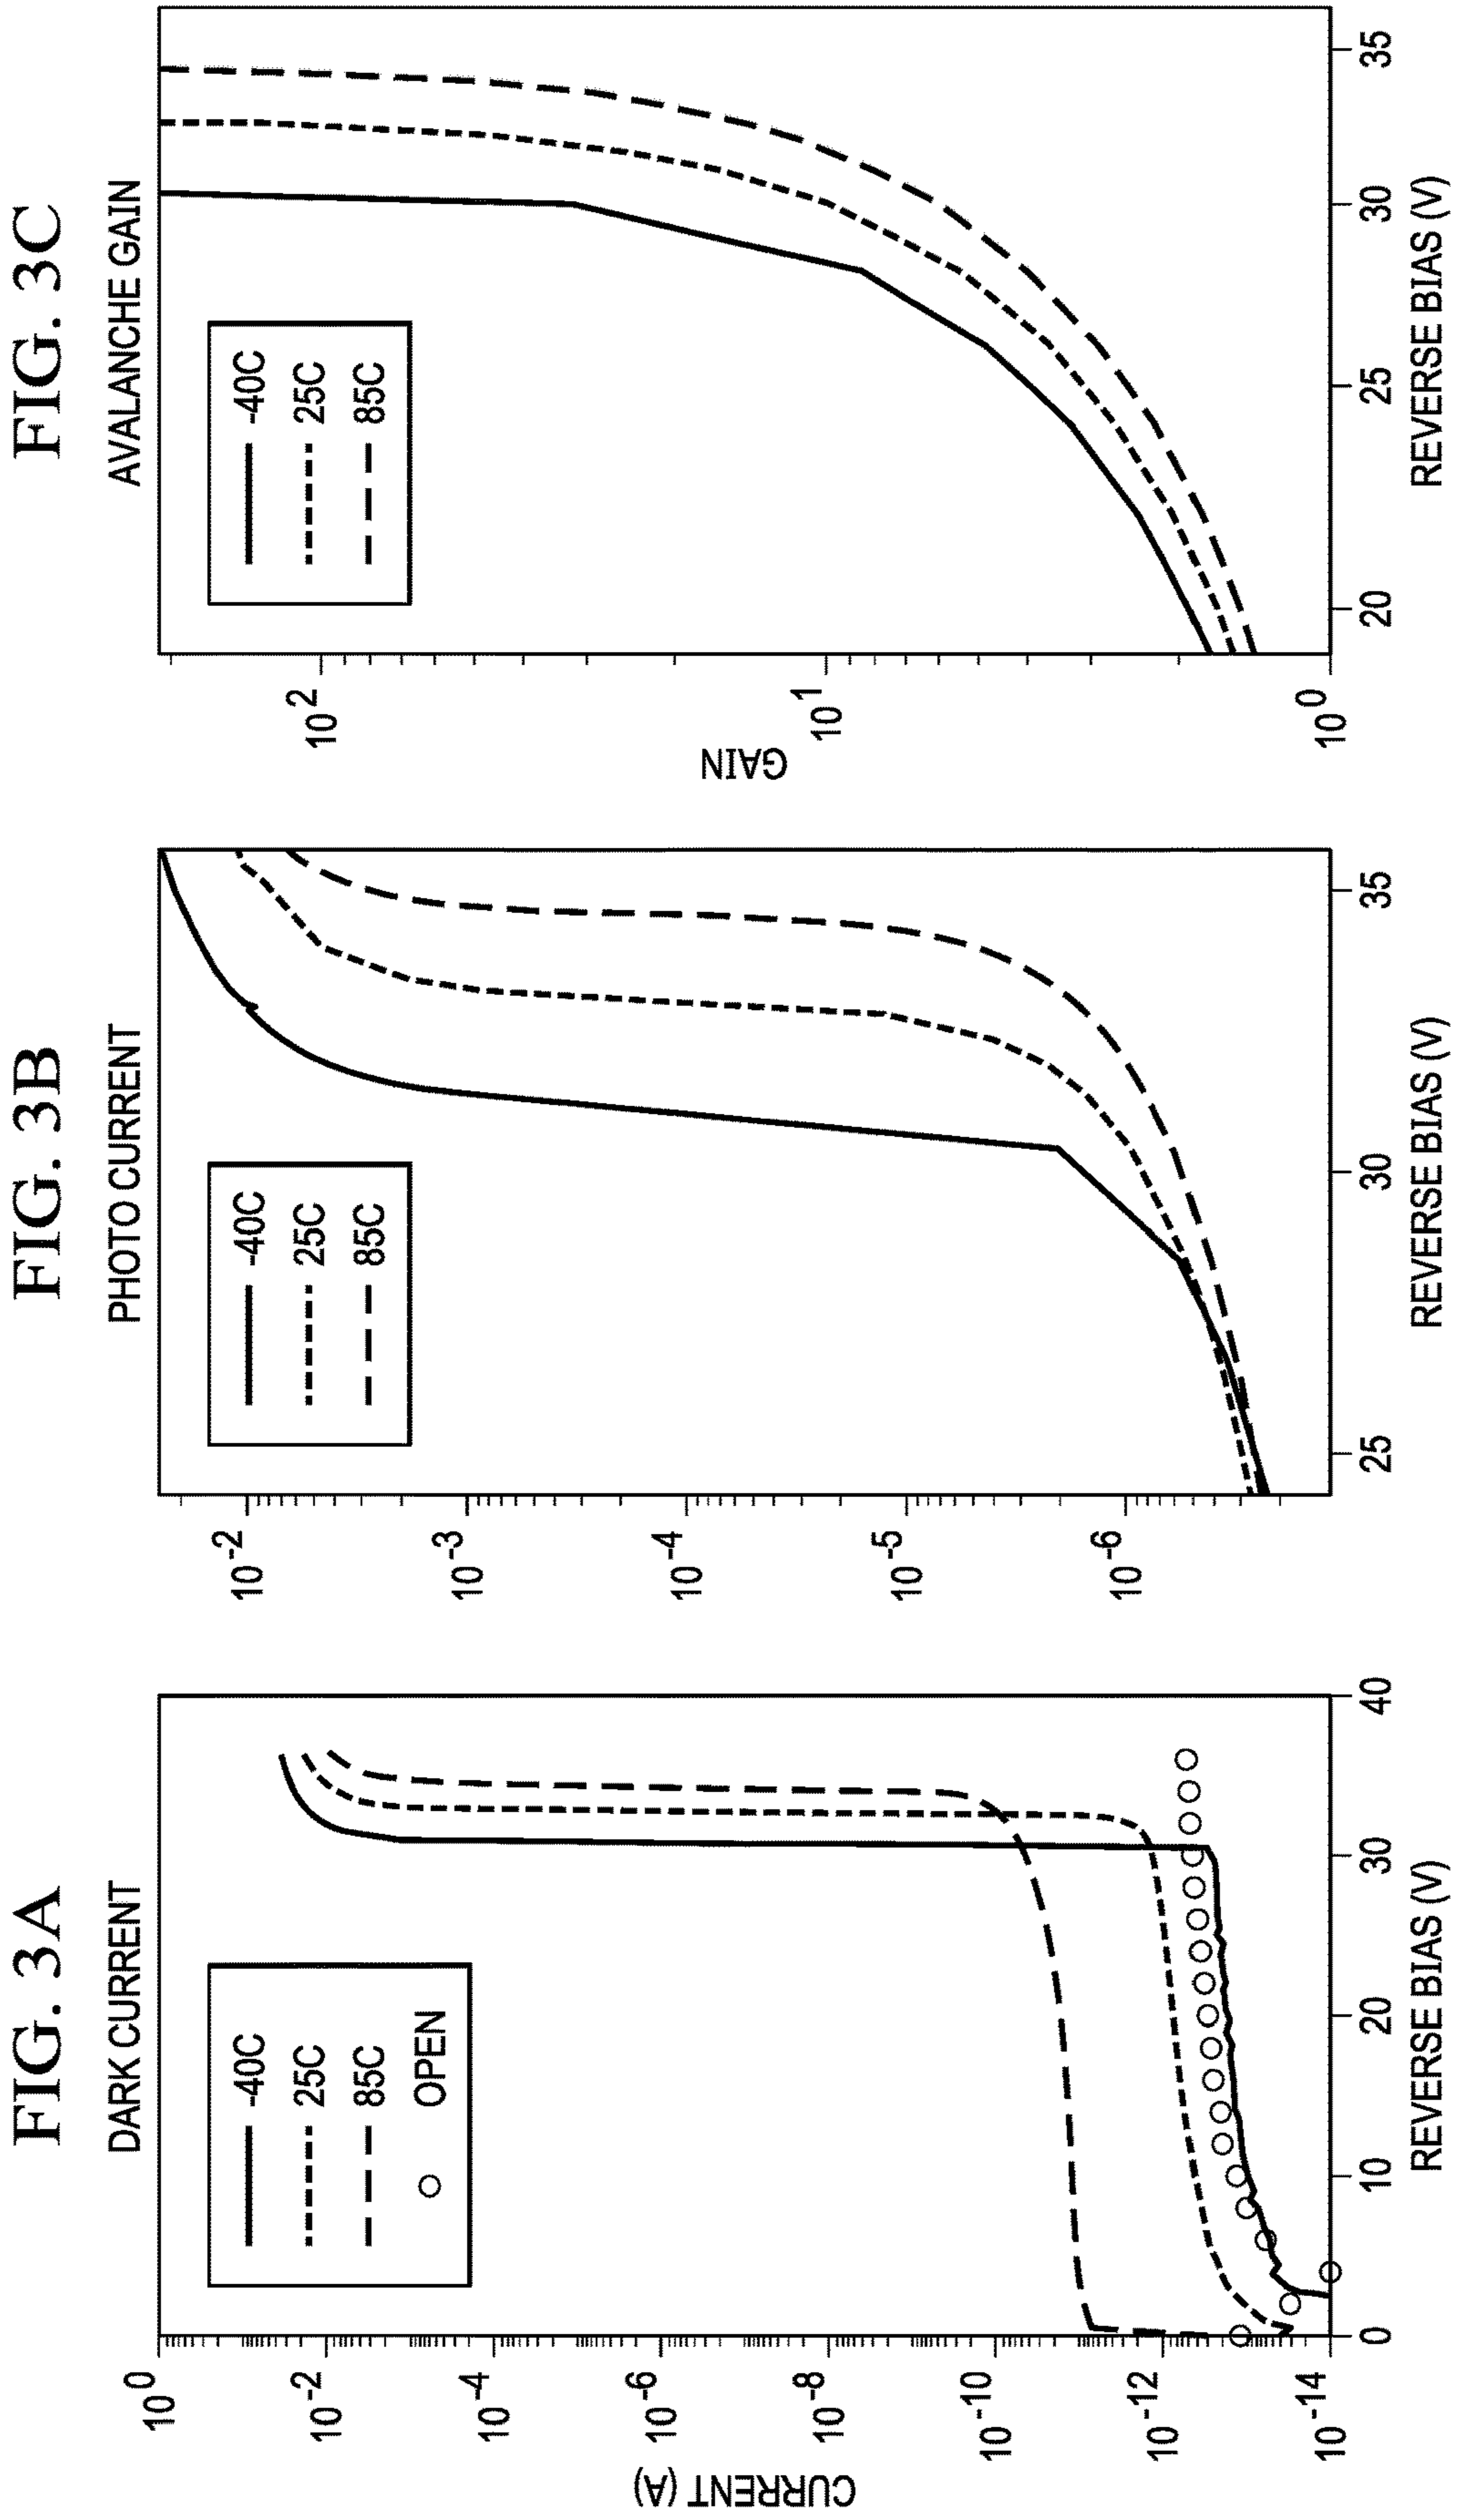 FIG. 3A
DARK CURRENT
-40C
25C
85C
OPEN
CURRENT (A)
10^0
10^-2
10^-4
10^-6
10^-8
10^-10
10^-12
10^-14
0 10 20 30 40
REVERSE BIAS (V)
FIG. 3B
PHOTO CURRENT
-40C
25C
85C
10^-2
10^-3
10^-4
10^-5
10^-6
25 30 35
REVERSE BIAS (V)
FIG. 3C
AVALANCHE GAIN
-40C
25C
85C
GAIN
10^2
10^1
10^0
20 25 30 35
REVERSE BIAS (V)